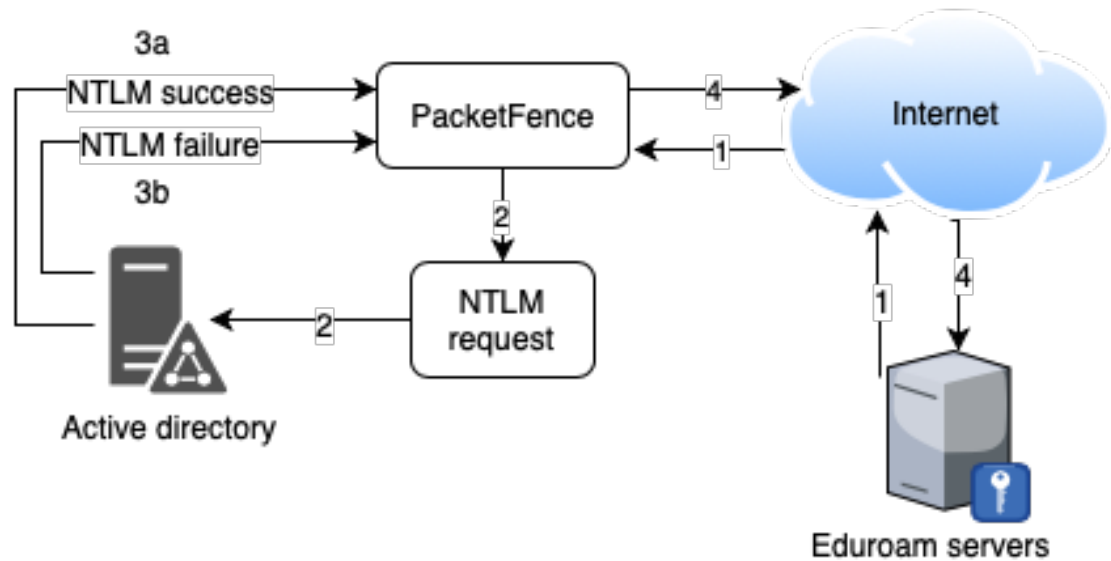 3a
NTLM success
NTLM failure
3b
PacketFence
4
1
Internet
2
NTLM
request
2
1
4
Active directory
Eduroam servers